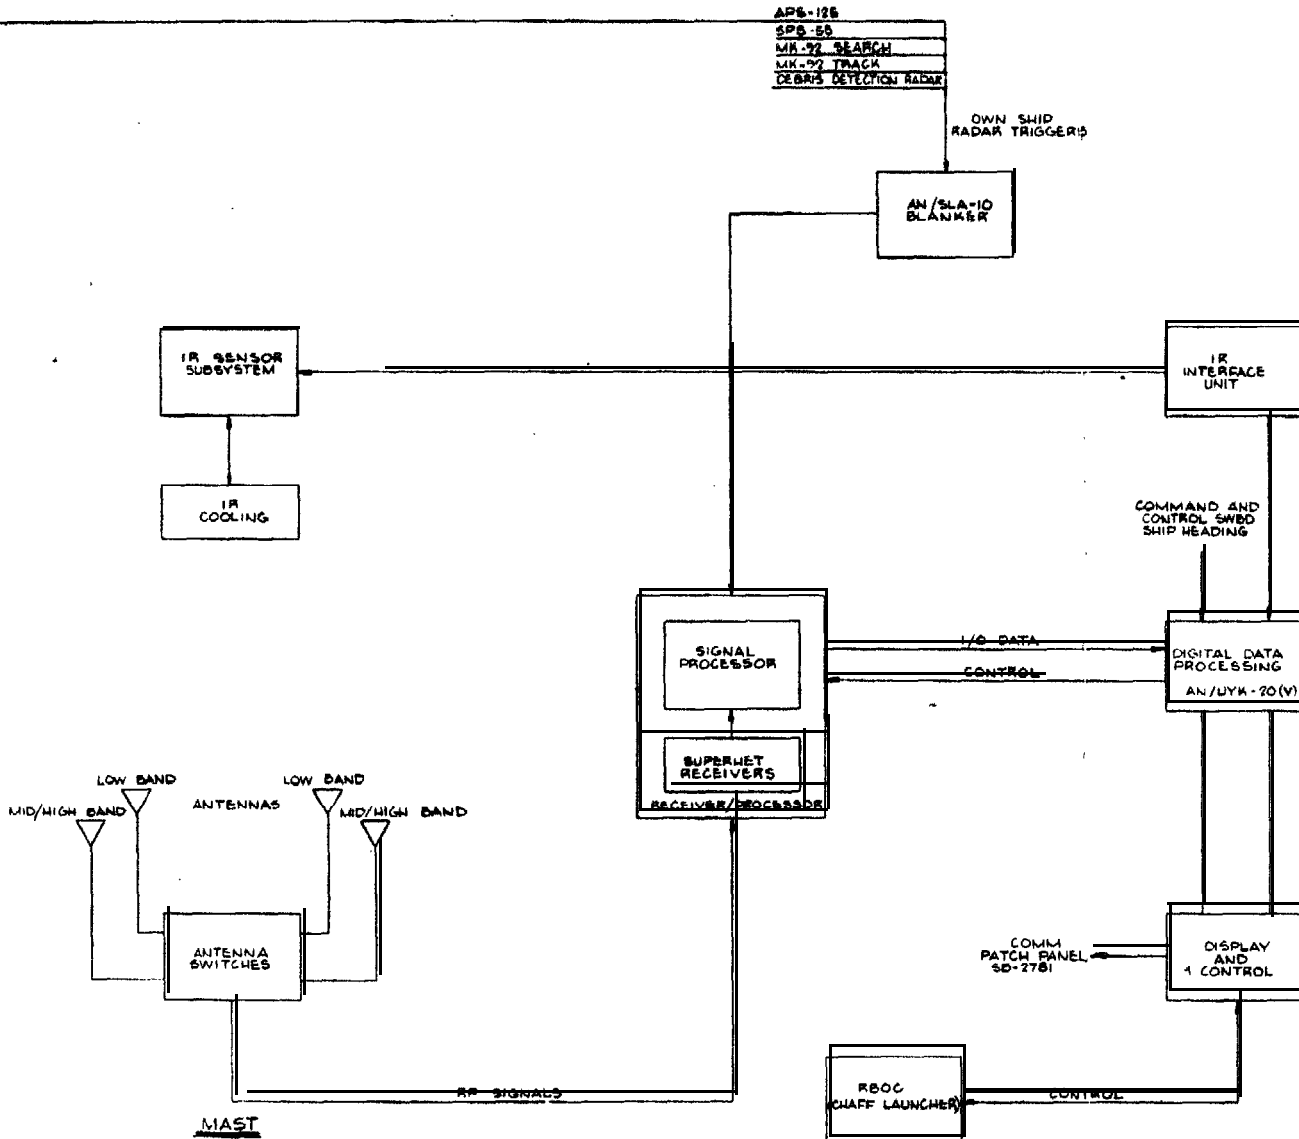 APS-125
SPS-55
MK-92 SEARCH
MK-92 TRACK
DEBRIS DETECTION RADAR
OWN SHIP
RADAR TRIGGERS
AN/SLA-10
BLANKER
IR SENSOR
SUBSYSTEM
IR
INTERFACE
UNIT
IR
COOLING
COMMAND AND
CONTROL SWBD
SHIP HEADING
SIGNAL
PROCESSOR
I/O DATA
CONTROL
DIGITAL DATA
PROCESSING
AN/UYK-20(V)
SUPERHET
RECEIVERS
RECEIVER/PROCESSOR
LOW BAND
LOW BAND
ANTENNAS
MID/HIGH BAND
MID/HIGH BAND
ANTENNA
SWITCHES
COMM
PATCH PANEL
SB-2781
DISPLAY
AND
CONTROL
RF SIGNALS
RBOC
(CHAFF LAUNCHER)
CONTROL
MAST